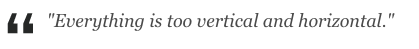 ❝ "Everything is too vertical and horizontal."